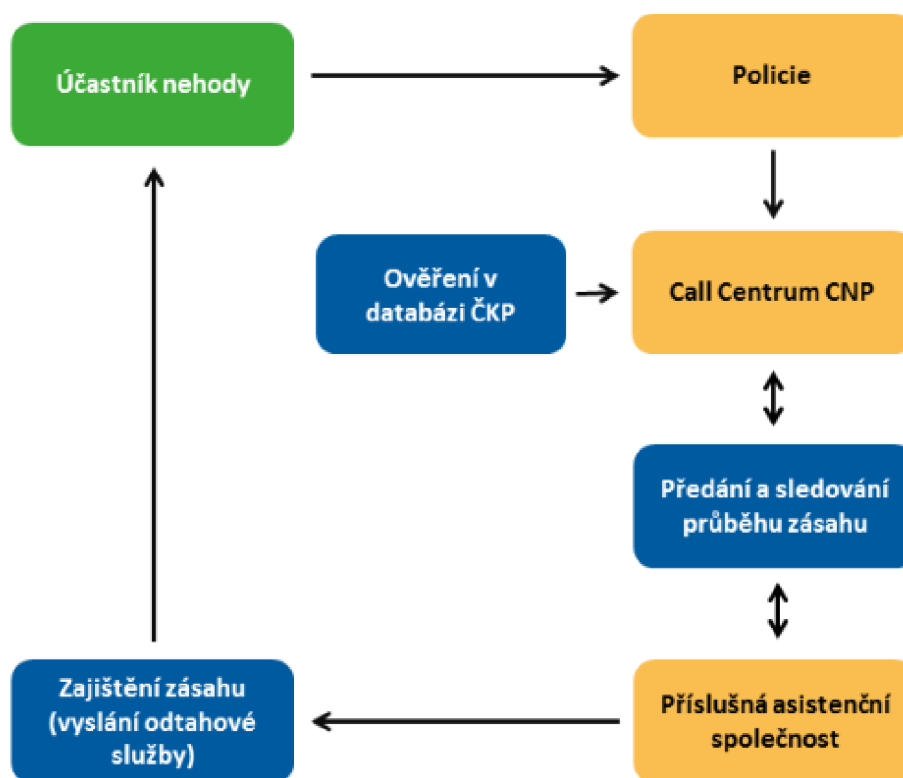 Účastník nehody
Policie
Ověření v
databázi ČKP
Call Centrum CNP
Předání a sledování
průběhu zásahu
Zajištění zásahu
(vyslání odtahové
služby)
Příslušná asistenční
společnost